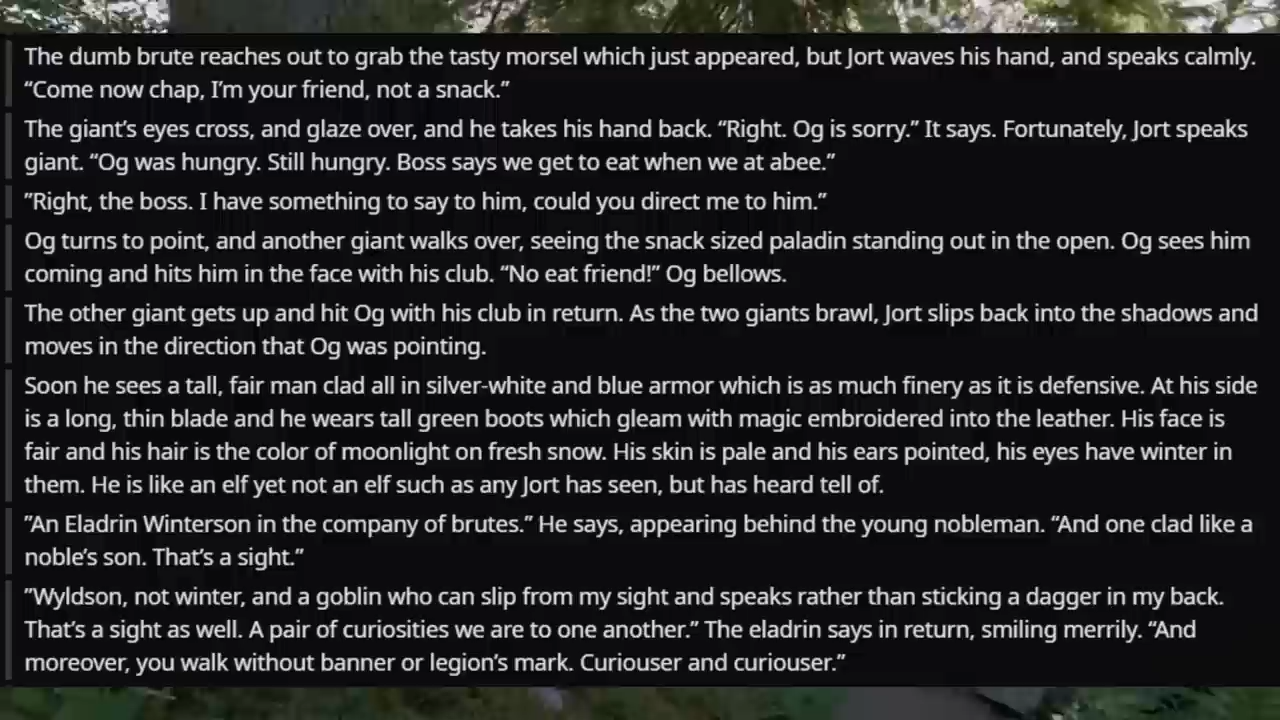 The dumb brute reaches out to grab the tasty morsel which just appeared, but Jort waves his hand, and speaks calmly.
“Come now chap, I’m your friend, not a snack.”
The giant’s eyes cross, and glaze over, and he takes his hand back. “Right. Og is sorry.” It says. Fortunately, Jort speaks
giant. “Og was hungry. Still hungry. Boss says we get to eat when we at abee.”
”Right, the boss. I have something to say to him, could you direct me to him.”
Og turns to point, and another giant walks over, seeing the snack sized paladin standing out in the open. Og sees him
coming and hits him in the face with his club. “No eat friend!” Og bellows.
The other giant gets up and hit Og with his club in return. As the two giants brawl, Jort slips back into the shadows and
moves in the direction that Og was pointing.
Soon he sees a tall, fair man clad all in silver-white and blue armor which is as much finery as it is defensive. At his side
is a long, thin blade and he wears tall green boots which gleam with magic embroidered into the leather. His face is
fair and his hair is the color of moonlight on fresh snow. His skin is pale and his ears pointed, his eyes have winter in
them. He is like an elf yet not an elf such as any Jort has seen, but has heard tell of.
”An Eladrin Winterson in the company of brutes.” He says, appearing behind the young nobleman. “And one clad like a
noble’s son. That’s a sight.”
”Wyldson, not winter, and a goblin who can slip from my sight and speaks rather than sticking a dagger in my back.
That’s a sight as well. A pair of curiosities we are to one another.” The eladrin says in return, smiling merrily. “And
moreover, you walk without banner or legion’s mark. Curiouser and curiouser.”